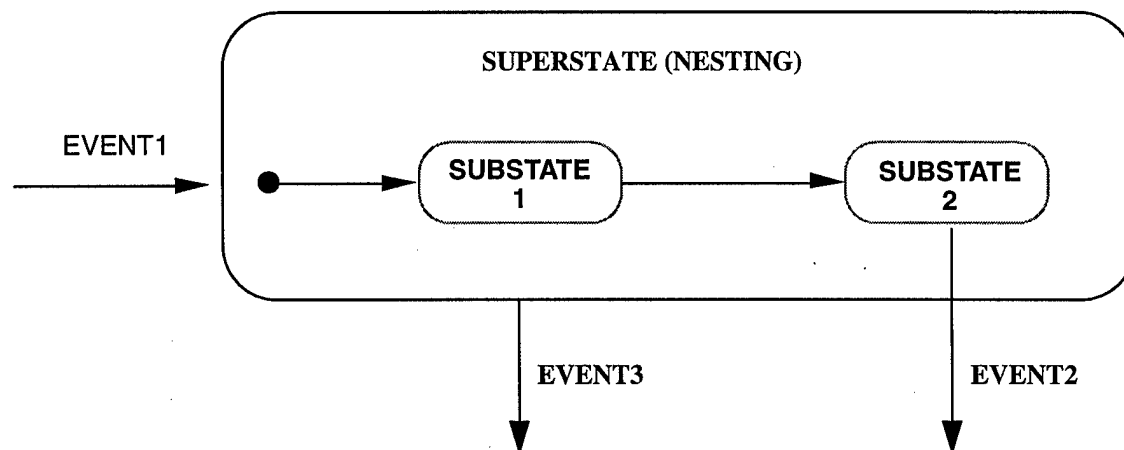 SUPERSTATE (NESTING)
EVENT1
SUBSTATE
1
SUBSTATE
2
EVENT3
EVENT2